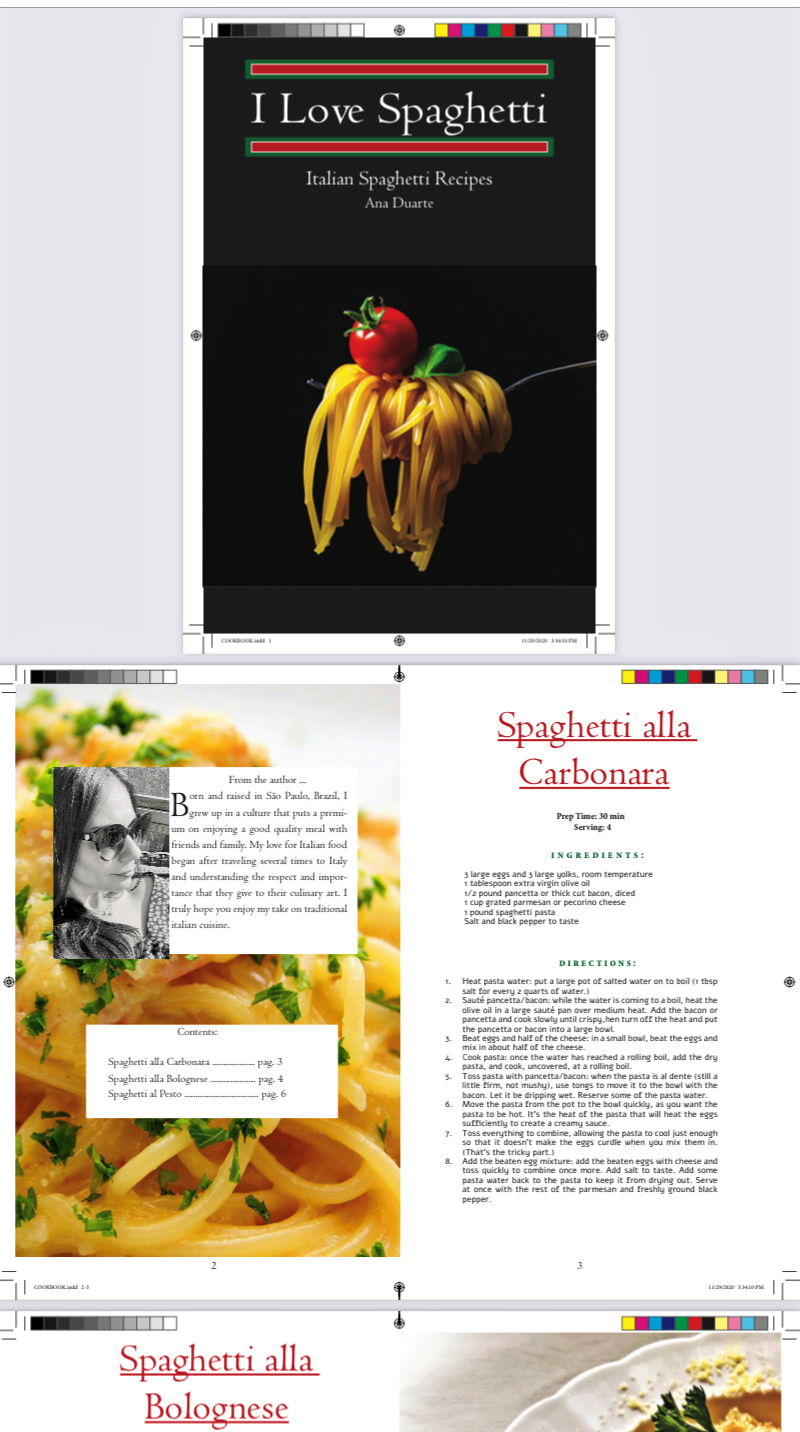 I Love Spaghetti
Italian Spaghetti Recipes
Ana Duarte
COOKBOOK.indd   1
11/29/2020   3:34:10 PM
From the author ...
Born and raised in São Paulo, Brazil, I
grew up in a culture that puts a premi-
um on enjoying a good quality meal with
friends and family. My love for Italian food
began after traveling several times to Italy
and understanding the respect and impor-
tance that they give to their culinary art. I
truly hope you enjoy my take on traditional
italian cuisine.
Contents:
Spaghetti alla Carbonara ..................... pag. 3
Spaghetti alla Bolognese ...................... pag. 4
Spaghetti al Pesto .................................... pag. 6
2
Spaghetti alla
Carbonara
Prep Time: 30 min
Serving: 4
INGREDIENTS:
3 large eggs and 3 large yolks, room temperature
1 tablespoon extra virgin olive oil
1/2 pound pancetta or thick cut bacon, diced
1 cup grated parmesan or pecorino cheese
1 pound spaghetti pasta
Salt and black pepper to taste
DIRECTIONS:
1. Heat pasta water: put a large pot of salted water on to boil (1 tbsp
salt for every 2 quarts of water.)
2. Sauté pancetta/bacon: while the water is coming to a boil, heat the
olive oil in a large sauté pan over medium heat. Add the bacon or
pancetta and cook slowly until crispy,hen turn off the heat and put
the pancetta or bacon into a large bowl.
3. Beat eggs and half of the cheese: in a small bowl, beat the eggs and
mix in about half of the cheese.
4. Cook pasta: once the water has reached a rolling boil, add the dry
pasta, and cook, uncovered, at a rolling boil.
5. Toss pasta with pancetta/bacon: when the pasta is al dente (still a
little firm, not mushy), use tongs to move it to the bowl with the
bacon. Let it be dripping wet. Reserve some of the pasta water.
6. Move the pasta from the pot to the bowl quickly, as you want the
pasta to be hot. It's the heat of the pasta that will heat the eggs
sufficiently to create a creamy sauce.
7. Toss everything to combine, allowing the pasta to cool just enough
so that it doesn't make the eggs curdle when you mix them in.
(That's the tricky part.)
8. Add the beaten egg mixture: add the beaten eggs with cheese and
toss quickly to combine once more. Add salt to taste. Add some
pasta water back to the pasta to keep it from drying out. Serve
at once with the rest of the parmesan and freshly ground black
pepper.
3
COOKBOOK.indd   2-3
11/29/2020   3:34:10 PM
Spaghetti alla
Bolognese